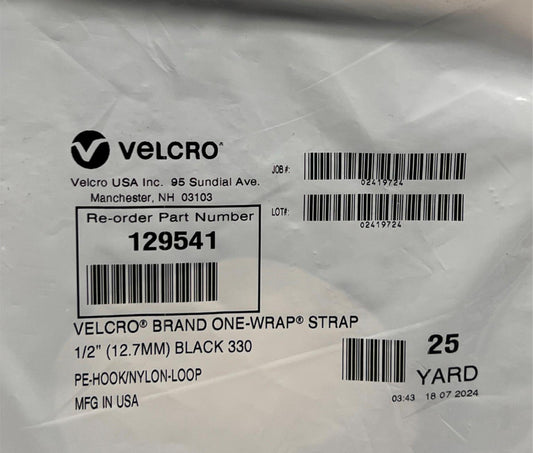 VELCRO®
Velcro USA Inc. 95 Sundial Ave.
Manchester, NH 03103
JOB #:
02419724
LOT#:
02419724
Re-order Part Number
129541
VELCRO® BRAND ONE-WRAP® STRAP
1/2" (12.7MM) BLACK 330
PE-HOOK/NYLON-LOOP
MFG IN USA
25
YARD
03:43 18 07 2024